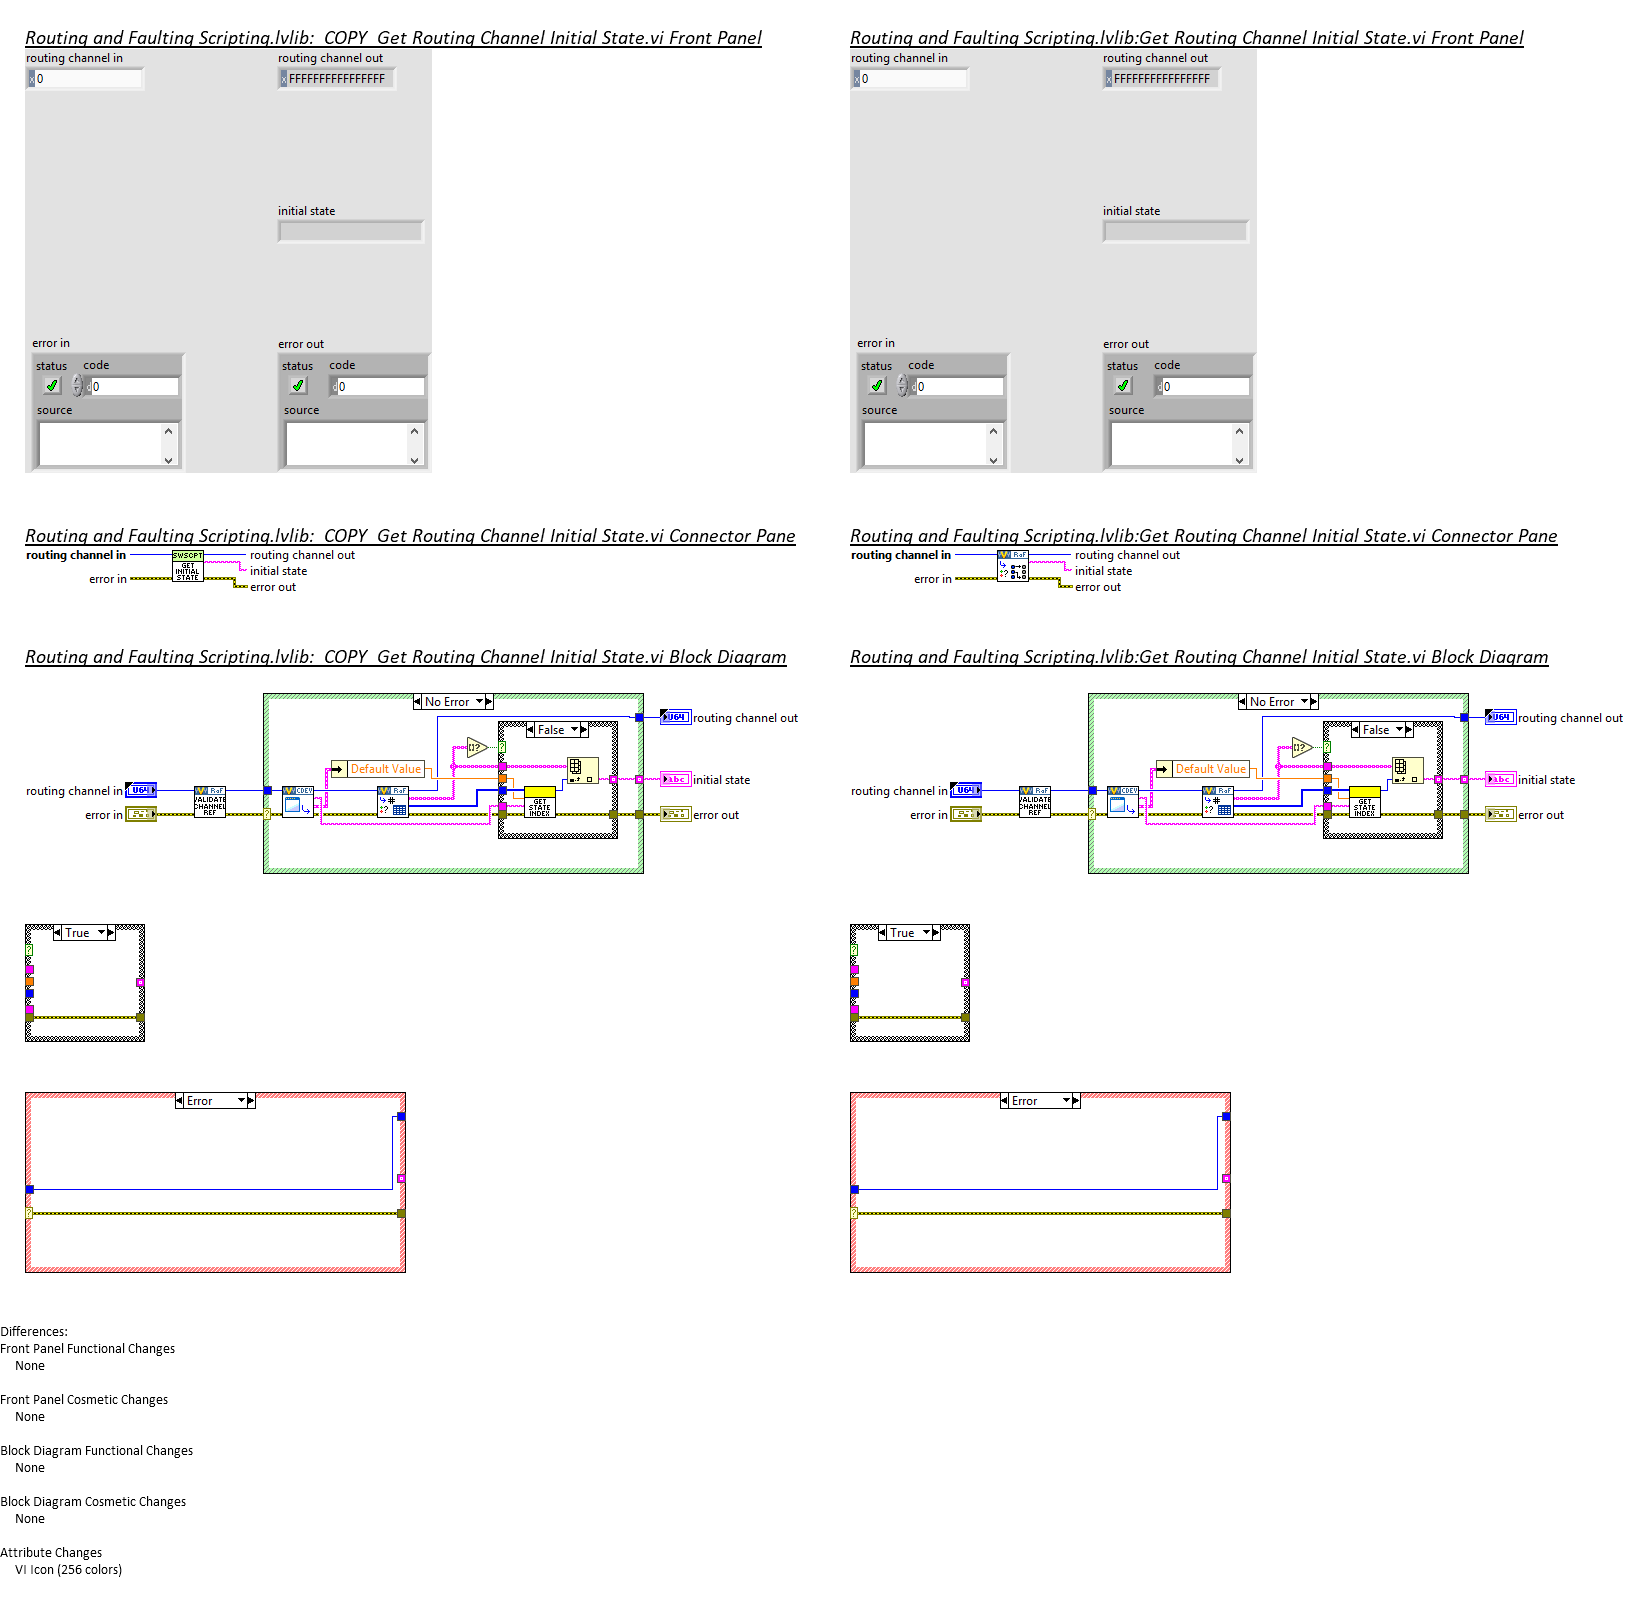 Routing and Faulting Scripting.lvlib:  COPY  Get Routing Channel Initial State.vi Front Panel
routing channel in
routing channel out
x 0
x FFFFFFFFFFFFFFFF
initial state
error in
error out
status
code
status
code
d 0
d 0
source
source
Routing and Faulting Scripting.lvlib:Get Routing Channel Initial State.vi Front Panel
routing channel in
routing channel out
x 0
x FFFFFFFFFFFFFFFF
initial state
error in
error out
status
code
status
code
d 0
d 0
source
source
Routing and Faulting Scripting.lvlib:  COPY  Get Routing Channel Initial State.vi Connector Pane
routing channel in
SWSCPT
GET
INITIAL
STATE
routing channel out
initial state
error in
error out
Routing and Faulting Scripting.lvlib:Get Routing Channel Initial State.vi Connector Pane
routing channel in
RoF
?
routing channel out
initial state
error in
error out
Routing and Faulting Scripting.lvlib:  COPY  Get Routing Channel Initial State.vi Block Diagram
No Error
U64
routing channel out
False
?
?
Default Value
abc
initial state
routing channel in
U64
RoF
VALIDATE
CHANNEL
REF
CDEV
RoF
#
?
GET
STATE
INDEX
error in
?
error out
Routing and Faulting Scripting.lvlib:Get Routing Channel Initial State.vi Block Diagram
No Error
U64
routing channel out
False
?
?
Default Value
abc
initial state
routing channel in
U64
RoF
VALIDATE
CHANNEL
REF
CDEV
RoF
#
?
GET
STATE
INDEX
error in
?
error out
True
?
True
?
Error
?
Error
?
Differences:
Front Panel Functional Changes
None
Front Panel Cosmetic Changes
None
Block Diagram Functional Changes
None
Block Diagram Cosmetic Changes
None
Attribute Changes
VI Icon (256 colors)